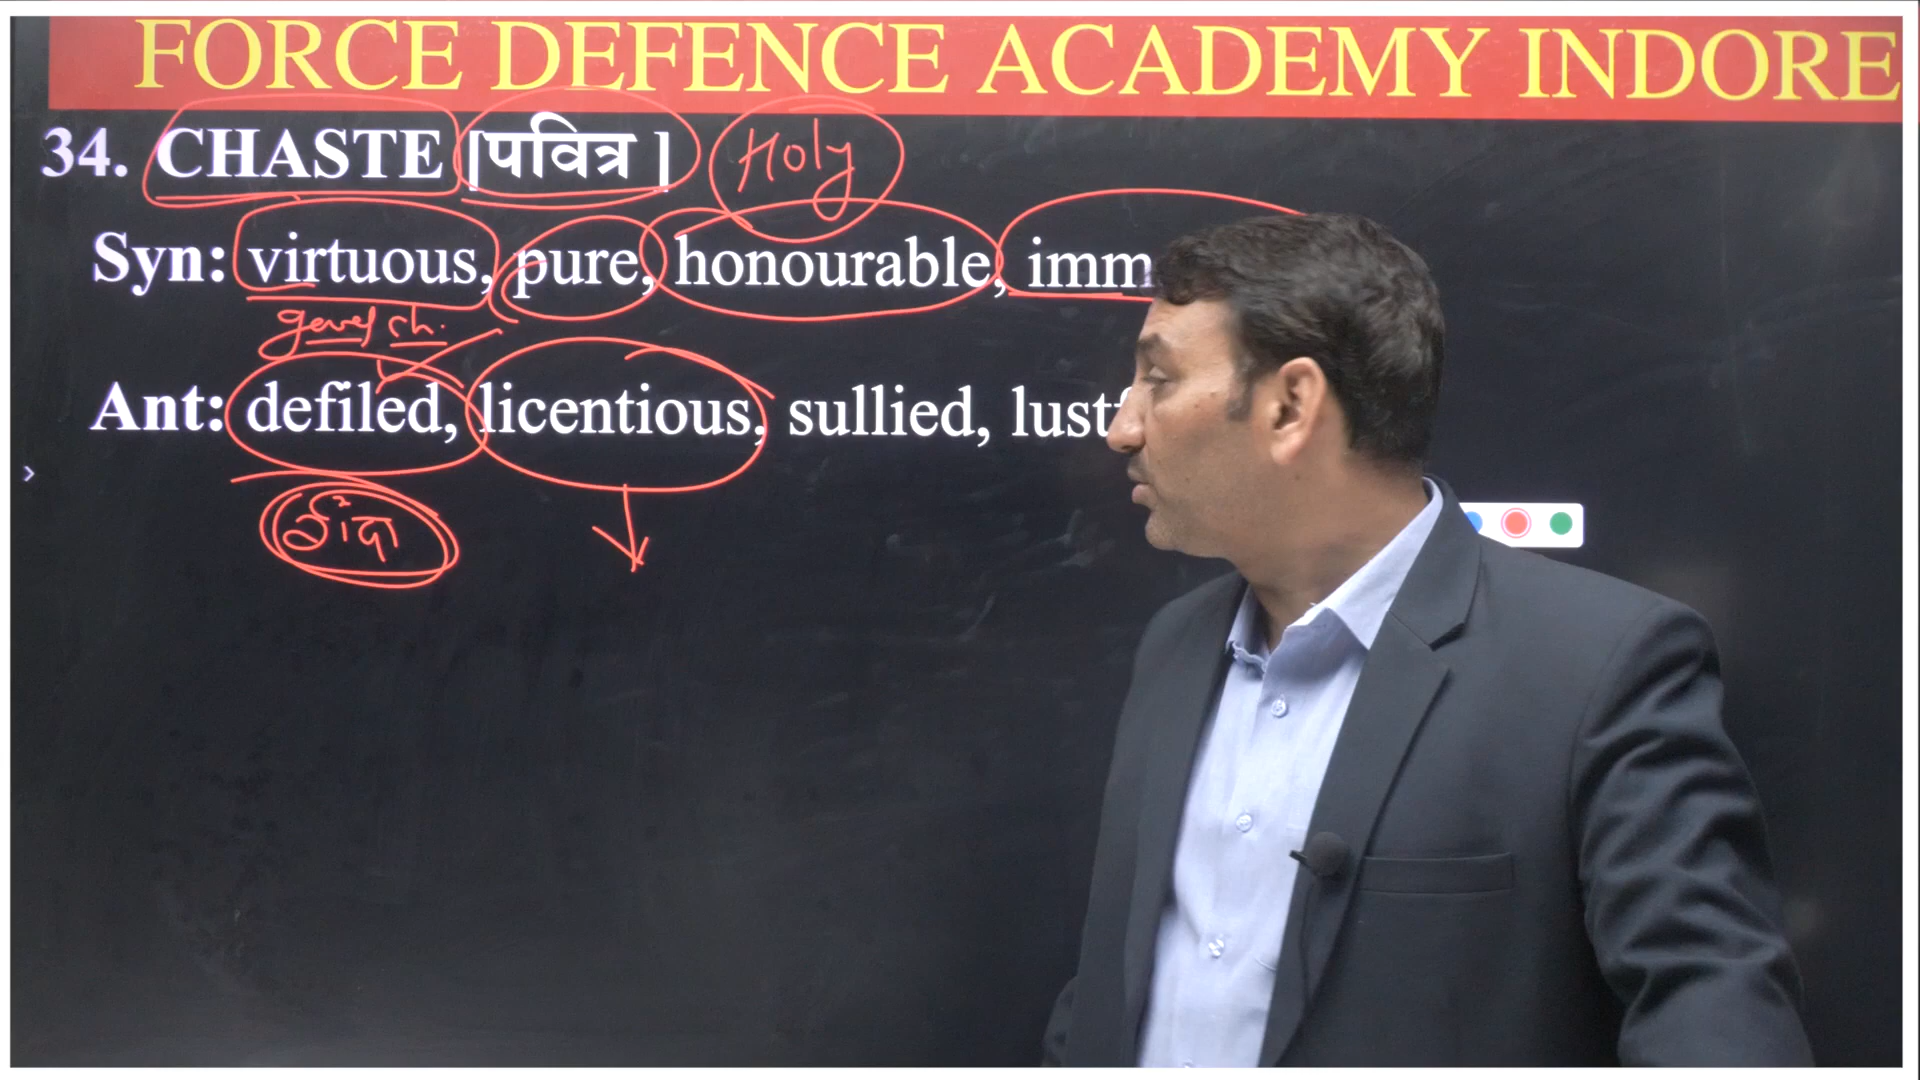 FORCE DEFENCE ACADEMY INDORE
34. CHASTE [पवित्र ] Holy
Syn: virtuous, pure, honourable, imm
Ant: defiled, licentious, sullied, lust